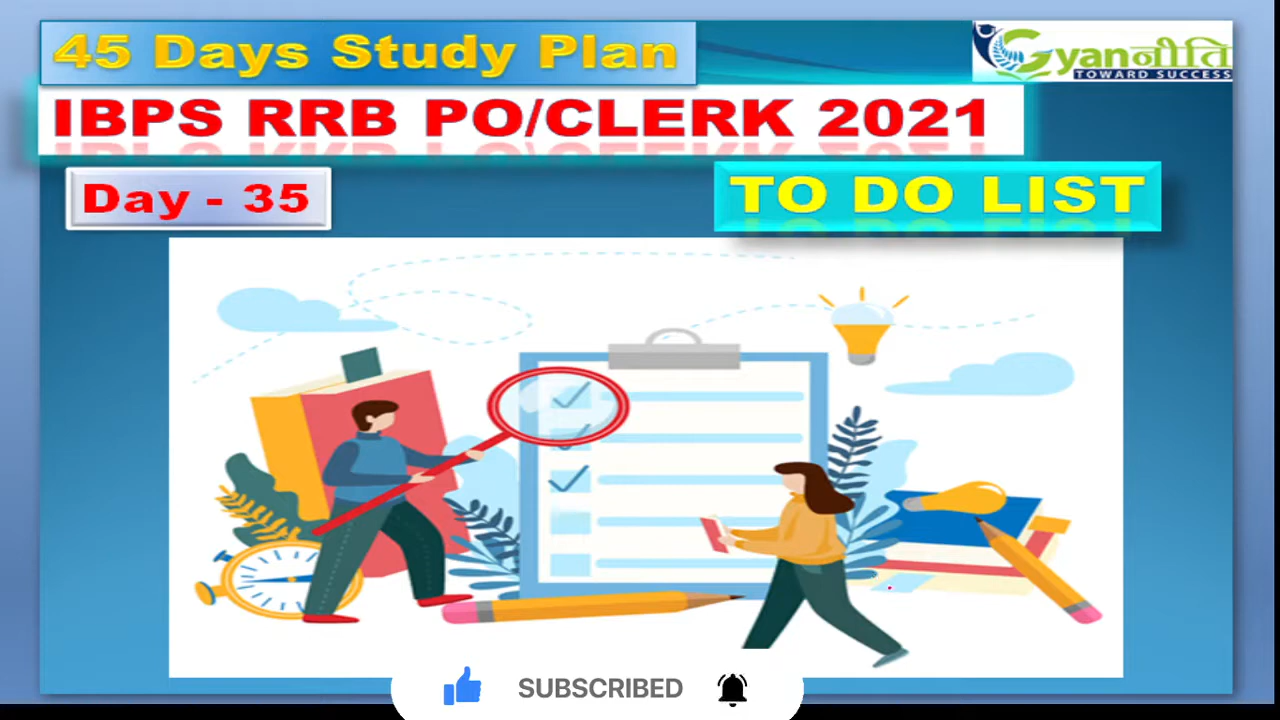 45 Days Study Plan
Gyanनीति
TOWARD SUCCESS
IBPS RRB PO/CLERK 2021
Day - 35
TO DO LIST
SUBSCRIBED